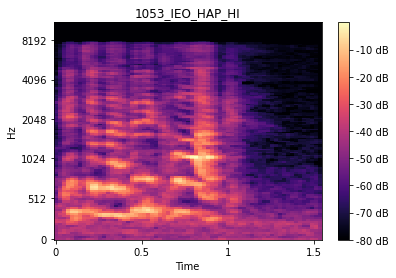 1053_IEO_HAP_HI
8192
4096
2048
1024
512
0
Hz
0
0.5
1
1.5
Time
-10 dB
-20 dB
-30 dB
-40 dB
-50 dB
-60 dB
-70 dB
-80 dB